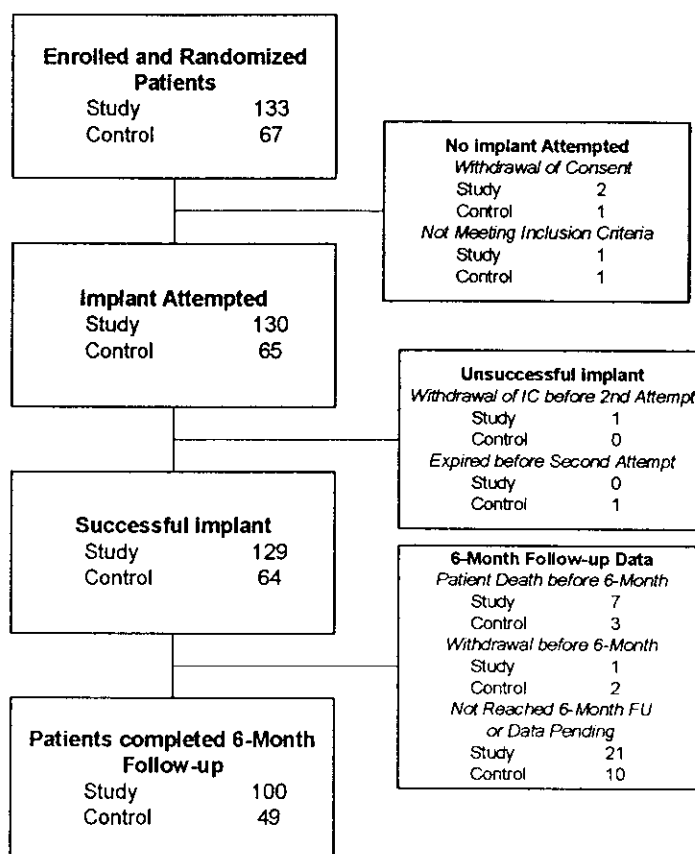 Enrolled and Randomized
Patients
Study 133
Control 67
No implant Attempted
Withdrawal of Consent
Study 2
Control 1
Not Meeting Inclusion Criteria
Study 1
Control 1
Implant Attempted
Study 130
Control 65
Unsuccessful implant
Withdrawal of IC before 2nd Attempt
Study 1
Control 0
Expired before Second Attempt
Study 0
Control 1
Successful implant
Study 129
Control 64
6-Month Follow-up Data
Patient Death before 6-Month
Study 7
Control 3
Withdrawal before 6-Month
Study 1
Control 2
Not Reached 6-Month FU
or Data Pending
Study 21
Control 10
Patients completed 6-Month
Follow-up
Study 100
Control 49